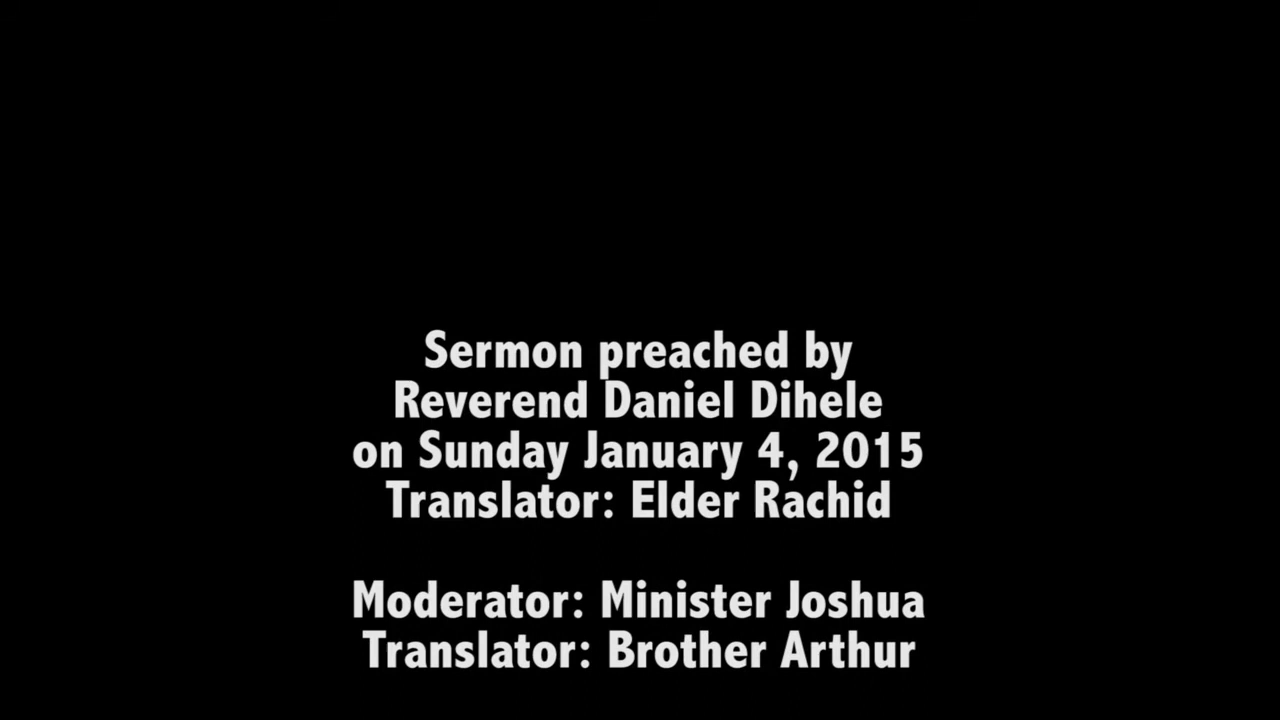 Sermon preached by
Reverend Daniel Dihele
on Sunday January 4, 2015
Translator: Elder Rachid
Moderator: Minister Joshua
Translator: Brother Arthur